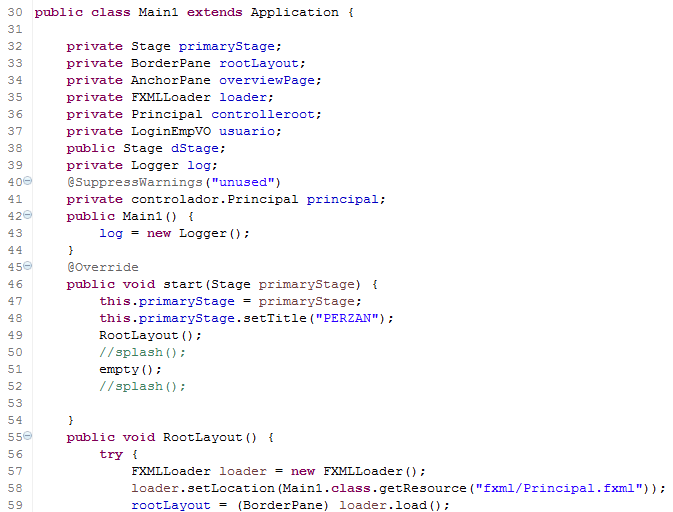 30 public class Main1 extends Application {
31
32     private Stage primaryStage;
33     private BorderPane rootLayout;
34     private AnchorPane overviewPage;
35     private FXMLLoader loader;
36     private Principal controlleroot;
37     private LoginEmpVO usuario;
38     public Stage dStage;
39     private Logger log;
40     @SuppressWarnings("unused")
41     private controlador.Principal principal;
42     public Main1() {
43         log = new Logger();
44     }
45     @Override
46     public void start(Stage primaryStage) {
47         this.primaryStage = primaryStage;
48         this.primaryStage.setTitle("PERZAN");
49         RootLayout();
50         //splash();
51         empty();
52         //splash();
53
54     }
55     public void RootLayout() {
56         try {
57             FXMLLoader loader = new FXMLLoader();
58             loader.setLocation(Main1.class.getResource("fxml/Principal.fxml"));
59             rootLayout = (BorderPane) loader.load();